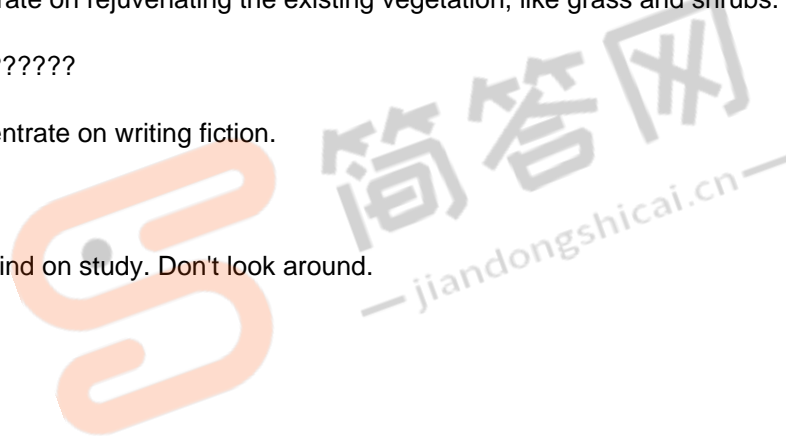 rate on rejuvenating the existing vegetation, like grass and shrubs.
??????
entrate on writing fiction.
ind on study. Don't look around.
简答网
jiandongshicai.cn